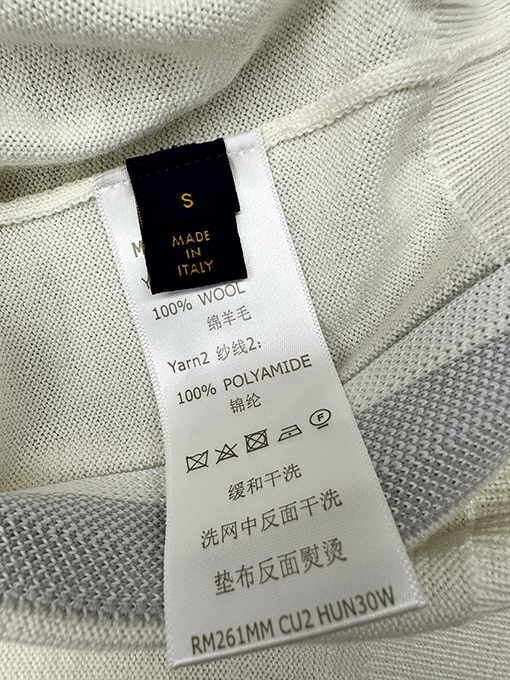 S
MADE
IN
ITALY
100% WOOL
绵羊毛
Yarn2 纱线2:
100% POLYAMIDE
锦纶
F
缓和干洗
洗网中反面干洗
垫布反面熨烫
RM261MM CU2 HUN30W